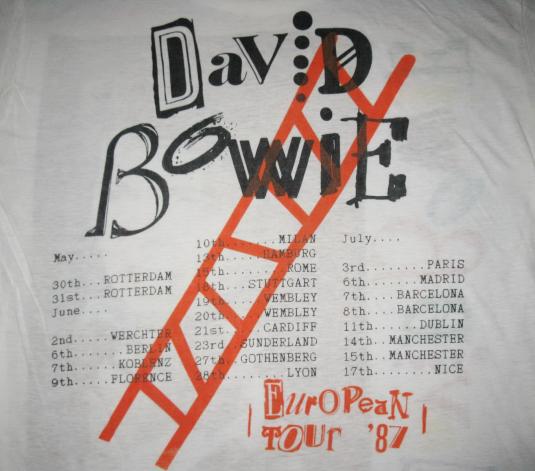 DaviD
BOWiE
May.....
30th...ROTTERDAM
31st...ROTTERDAM
June....
2nd.....WERCHTER
6th.......BERLIN
7th......KOBLENZ
9th.....FLORENCE
10th.......MILAN
13th.....HAMBURG
15th........ROME
18th...STUTTGART
19th.....WEMBLEY
20th.....WEMBLEY
21st.....CARDIFF
23rd..SUNDERLAND
27th..GOTHENBERG
28th........LYON
July....
3rd........PARIS
6th.......MADRID
7th....BARCELONA
8th....BARCELONA
11th......DUBLIN
14th..MANCHESTER
15th..MANCHESTER
17th........NICE
EurOPeaN
TOUr '87